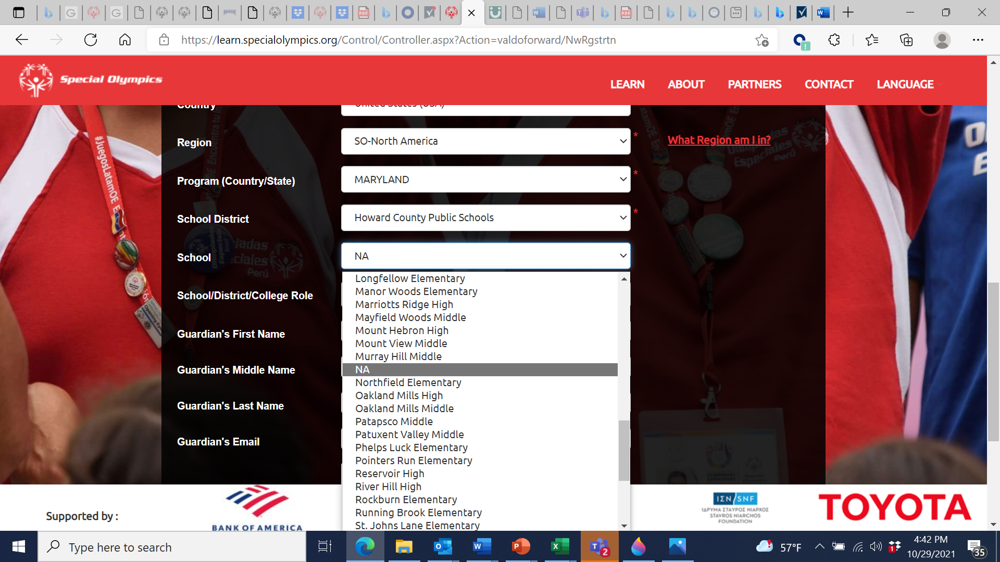 https://learn.specialolympics.org/Control/Controller.aspx?Action=valdoforward/NwRgstrtn
Special Olympics
LEARN
ABOUT
PARTNERS
CONTACT
LANGUAGE
Country
United States (USA)
Region
SO-North America
*
What Region am I in?
Program (Country/State)
MARYLAND
*
School District
Howard County Public Schools
*
School
NA
Longfellow Elementary
Manor Woods Elementary
Marriotts Ridge High
Mayfield Woods Middle
Mount Hebron High
Mount View Middle
Murray Hill Middle
NA
Northfield Elementary
Oakland Mills High
Oakland Mills Middle
Patapsco Middle
Patuxent Valley Middle
Phelps Luck Elementary
Pointers Run Elementary
Reservoir High
River Hill High
Rockburn Elementary
Running Brook Elementary
St. Johns Lane Elementary
School/District/College Role
Guardian's First Name
Guardian's Middle Name
Guardian's Last Name
Guardian's Email
#JuegosLatamOE
Supported by :
BANK OF AMERICA
ΙΣΝ/SNF
ΙΔΡΥΜΑ ΣΤΑΥΡΟΣ ΝΙΑΡΧΟΣ
STAVROS NIARCHOS
FOUNDATION
TOYOTA
Type here to search
2
57°F
1
4:42 PM
10/29/2021
35